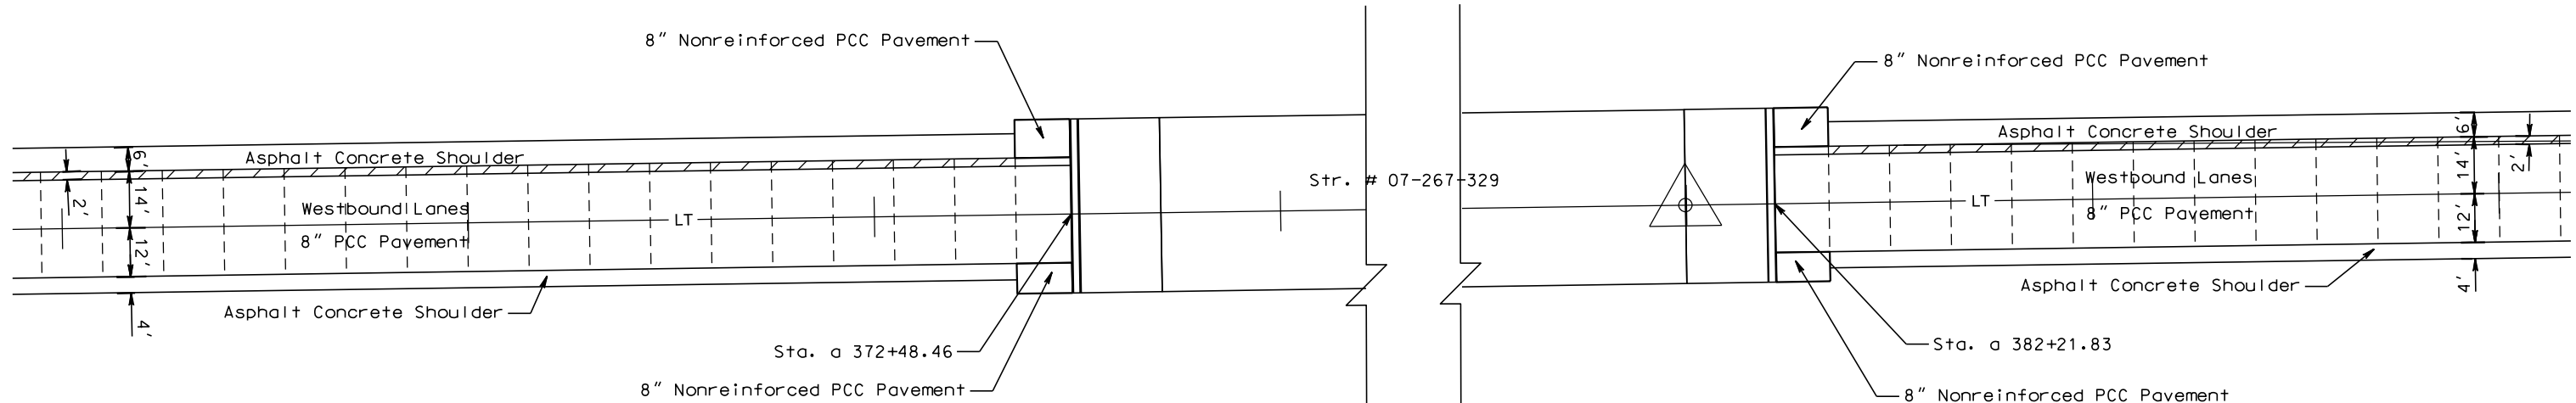 8" Nonreinforced PCC Pavement
8" Nonreinforced PCC Pavement
6'
Asphalt Concrete Shoulder
2'
14'
Westbound Lanes
LT
8" PCC Pavement
12'
Asphalt Concrete Shoulder
4'
Sta. a 372+48.46
8" Nonreinforced PCC Pavement
Str. # 07-267-329
Asphalt Concrete Shoulder
6'
2'
14'
Westbound Lanes
LT
8" PCC Pavement
12'
Asphalt Concrete Shoulder
4'
Sta. a 382+21.83
8" Nonreinforced PCC Pavement